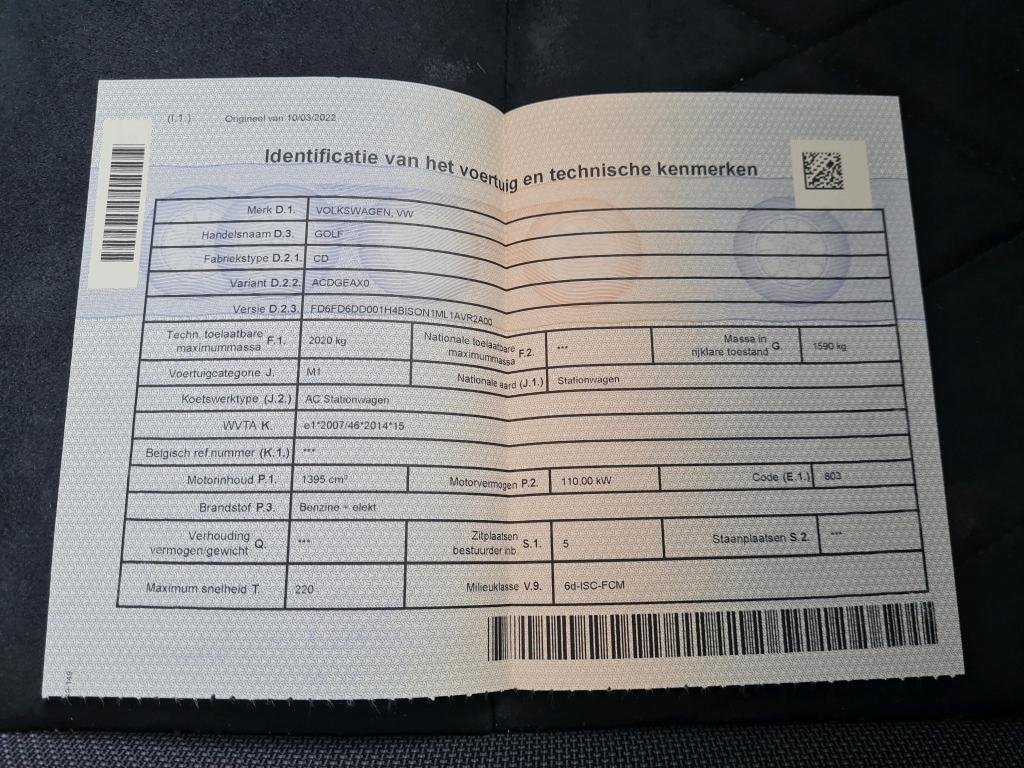 (I.1.) Origineel van 10/03/2022
Identificatie van het voertuig en technische kenmerken
Merk D.1. VOLKSWAGEN, VW
Handelsnaam D.3. GOLF
Fabriekstype D.2.1. CD
Variant D.2.2. ACDGEAX0
Versie D.2.3. FD6FD6DD001H4BISON1ML1AVR2A00
Techn. toelaatbare maximummassa F.1. 2020 kg Nationale toelaatbare maximummassa F.2. *** Massa in rijklare toestand G. 1590 kg
Voertuigcategorie J. M1 Nationale aard (J.1.) Stationwagen
Koetswerktype (J.2.) AC Stationwagen
WVTA K. e1*2007/46*2014*15
Belgisch ref.nummer (K.1.) ***
Motorinhoud P.1. 1395 cm³ Motorvermogen P.2. 110.00 kW Code (E.1.) 603
Brandstof P.3. Benzine + elekt
Verhouding vermogen/gewicht Q. *** Zitplaatsen bestuurder inb. S.1. 5 Staanplaatsen S.2. ***
Maximum snelheid T. 220 Milieuklasse V.9. 6d-ISC-FCM